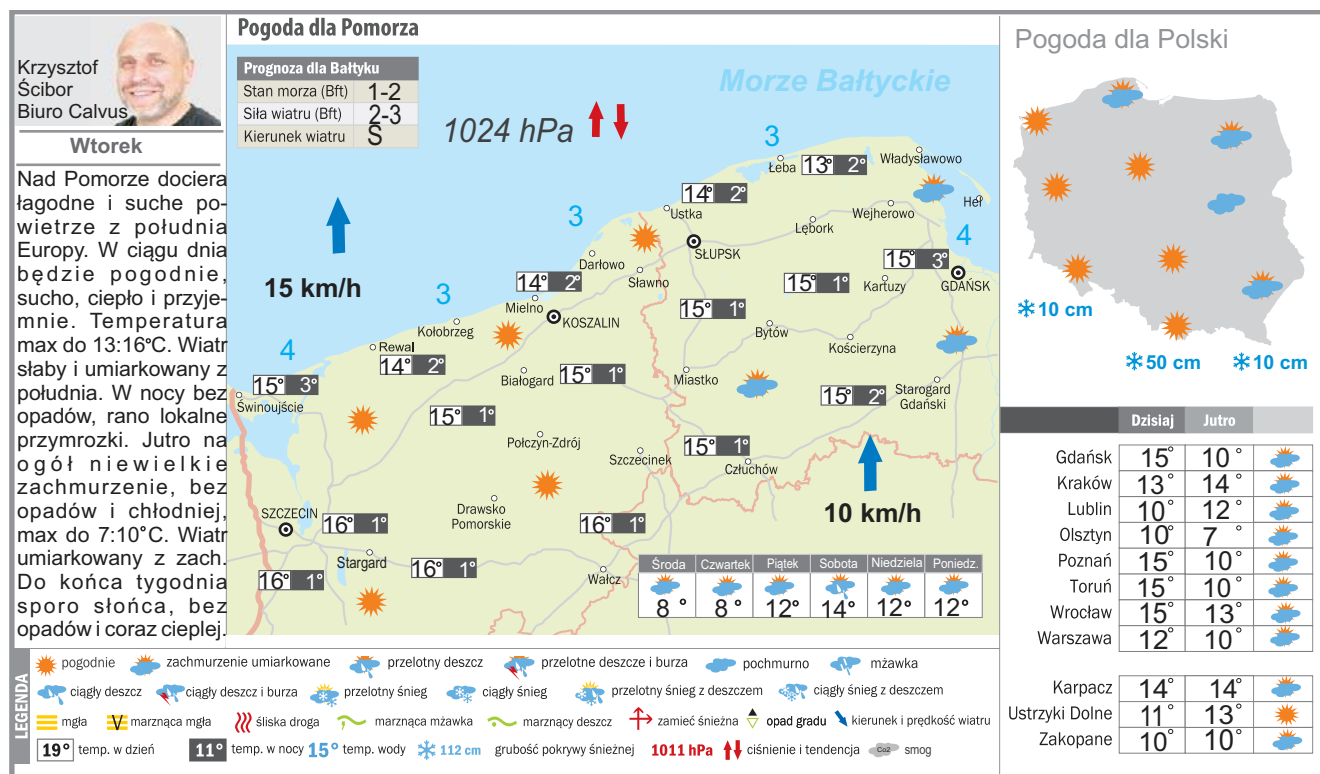 Krzysztof
Ścibor
Biuro Calvus
Wtorek
Nad Pomorze dociera
łagodne i suche po-
wietrze z południa
Europy. W ciągu dnia
będzie pogodnie,
sucho, ciepło i przyje-
mnie. Temperatura
max do 13:16°C. Wiatr
słaby i umiarkowany z
południa. W nocy bez
opadów, rano lokalne
przymrozki. Jutro na
ogół niewielkie
zachmurzenie, bez
opadów i chłodniej,
max do 7:10°C. Wiatr
umiarkowany z zach.
Do końca tygodnia
sporo słońca, bez
opadów i coraz cieplej.
Pogoda dla Pomorza
Prognoza dla Bałtyku
Stan morza (Bft) 1-2
Siła wiatru (Bft) 2-3
Kierunek wiatru S
Morze Bałtyckie
1024 hPa
3
Łeba 13° 2°
Władysławowo
14° 2°
Ustka
Hel
Wejherowo
Lębork
3
4
SŁUPSK
Darłowo
15° 3°
GDAŃSK
15 km/h
14° 2°
Sławno
15° 1°
Kartuzy
3
Mielno
KOSZALIN
15° 1°
Bytów
Kołobrzeg
Kościerzyna
4
Rewal
14° 2°
Białogard
15° 1°
Miastko
15° 3°
Świnoujście
15° 2°
Starogard
Gdański
15° 1°
Połczyn-Zdrój
15° 1°
Szczecinek
Człuchów
Drawsko
Pomorskie
10 km/h
SZCZECIN
16° 1°
16° 1°
Stargard
16° 1°
16° 1°
Wałcz
Środa Czwartek Piątek Sobota Niedziela Poniedz.
8° 8° 12° 14° 12° 12°
Pogoda dla Polski
10 cm
50 cm 10 cm
Dzisiaj Jutro
Gdańsk 15° 10°
Kraków 13° 14°
Lublin 10° 12°
Olsztyn 10° 7°
Poznań 15° 10°
Toruń 15° 10°
Wrocław 15° 13°
Warszawa 12° 10°
Karpacz 14° 14°
Ustrzyki Dolne 11° 13°
Zakopane 10° 10°
LEGENDA
pogodnie zachmurzenie umiarkowane przelotny deszcz przelotne deszcze i burza pochmurno mżawka
ciągły deszcz ciągły deszcz i burza przelotny śnieg ciągły śnieg przelotny śnieg z deszczem ciągły śnieg z deszczem
mgła marznąca mgła śliska droga marznąca mżawka marznący deszcz zamieć śnieżna opad gradu kierunek i prędkość wiatru
19° temp. w dzień 11° temp. w nocy 15° temp. wody 112 cm grubość pokrywy śnieżnej 1011 hPa ciśnienie i tendencja Co2 smog